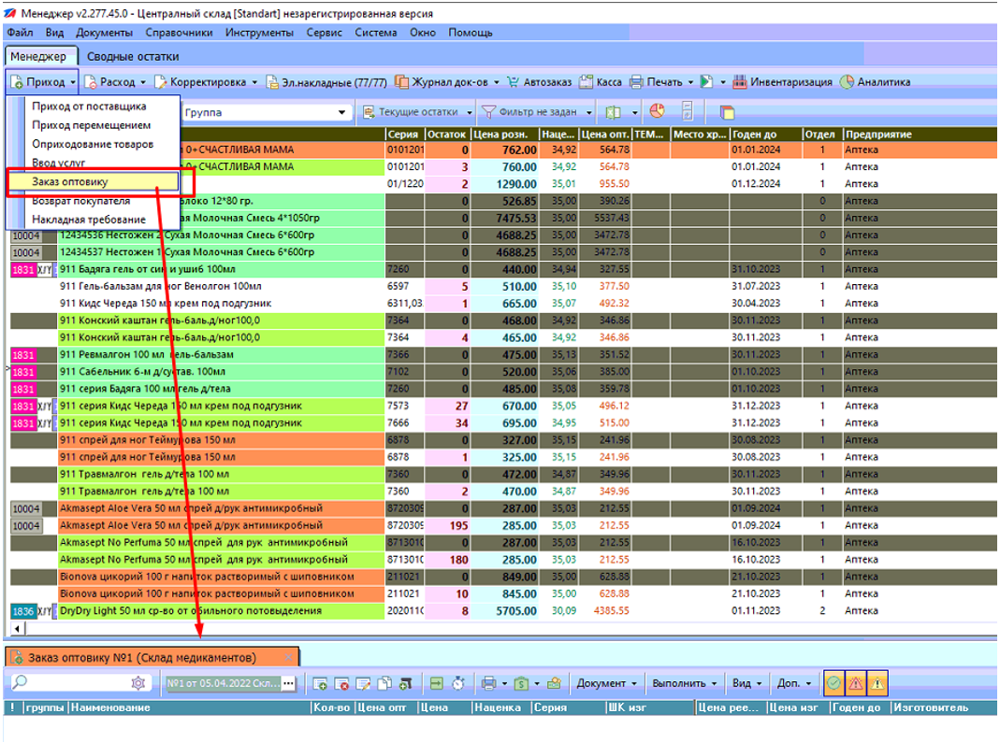 Менеджер v2.277.45.0 - Централный склад [Standart] незарегистрированная версия
Файл Вид Документы Справочники Инструменты Сервис Система Окно Помощь
Менеджер Сводные остатки
Приход Расход Корректировка Эл.накладные (77/77) Журнал док-ов Автозаказ Касса Печать Инвентаризация Аналитика
Приход от поставщика
Приход перемещением
Оприходование товаров
Ввод услуг
Заказ оптовику
Возврат покупателя
Накладная требование
Группа Текущие остатки Фильтр не задан
Серия Остаток Цена розн. Наце... Цена опт. ТЕМ... Место хр... Годен до Отдел Предприятие
0+СЧАСТЛИВАЯ МАМА 0101201 0 762.00 34,92 564.78 01.01.2024 1 Аптека
0+СЧАСТЛИВАЯ МАМА 0101201 3 760.00 34,92 564.78 01.01.2024 1 Аптека
01/1220 2 1290.00 35,01 955.50 01.12.2024 1 Аптека
локо 12*80 гр. 0 526.85 35,00 390.26 0 Аптека
ая Молочная Смесь 4*1050гр 0 7475.53 35,00 5537.43 0 Аптека
10004 12434536 Нестожен 2 Сухая Молочная Смесь 6*600гр 0 4688.25 35,00 3472.78 0 Аптека
10004 12434537 Нестожен 1 Сухая Молочная Смесь 6*600гр 0 4688.25 35,00 3472.78 0 Аптека
1831 X/Y 911 Бадяга гель от син и ушиб 100мл 7260 0 440.00 34,94 327.55 31.10.2023 1 Аптека
911 Гель-бальзам для ног Венолгон 100мл 6597 5 510.00 35,10 377.50 31.07.2023 1 Аптека
911 Кидс Череда 150 мл крем под подгузник 6311,03 1 665.00 35,07 492.32 30.04.2023 1 Аптека
911 Конский каштан гель-баль.д/ног100,0 7364 0 468.00 34,92 346.86 30.11.2023 1 Аптека
911 Конский каштан гель-баль.д/ног100,0 7364 4 465.00 34,92 346.86 30.11.2023 1 Аптека
1831 911 Ревмалгон 100 мл гель-бальзам 7366 0 475.00 35,13 351.52 30.11.2023 1 Аптека
1831 911 Сабельник б-м д/сустав. 100мл 7102 0 520.00 35,06 385.00 01.10.2023 1 Аптека
1831 911 серия Бадяга 100 мл гель д/тела 7260 0 485.00 35,08 359.78 01.10.2023 1 Аптека
1831 X/Y 911 серия Кидс Череда 150 мл крем под подгузник 7573 27 670.00 35,05 496.12 31.12.2023 1 Аптека
1831 X/Y 911 серия Кидс Череда 150 мл крем под подгузник 7666 34 695.00 34,95 515.00 31.12.2023 1 Аптека
911 спрей для ног Теймурова 150 мл 6878 0 327.00 35,15 241.96 30.08.2023 1 Аптека
911 спрей для ног Теймурова 150 мл 6878 1 325.00 35,15 241.96 30.08.2023 1 Аптека
911 Травмалгон гель д/тела 100 мл 7360 0 472.00 34,87 349.96 30.11.2023 1 Аптека
911 Травмалгон гель д/тела 100 мл 7360 2 470.00 34,87 349.96 30.11.2023 1 Аптека
10004 Akmasept Aloe Vera 50 мл спрей д/рук антимикробный 8720309 0 287.00 35,03 212.55 01.09.2024 1 Аптека
10004 Akmasept Aloe Vera 50 мл спрей д/рук антимикробный 8720309 195 285.00 35,03 212.55 01.09.2024 1 Аптека
Akmasept No Perfuma 50 мл спрей для рук антимикробный 871301( 0 287.00 35,03 212.55 16.10.2023 1 Аптека
Akmasept No Perfuma 50 мл спрей для рук антимикробный 871301( 180 285.00 35,03 212.55 16.10.2023 1 Аптека
Bionova цикорий 100 г напиток растворимый с шиповником 211021 0 849.00 35,00 628.88 21.10.2023 1 Аптека
Bionova цикорий 100 г напиток растворимый с шиповником 211021 10 845.00 35,00 628.88 21.10.2023 1 Аптека
1836 X/Y DryDry Light 50 мл ср-во от обильного потовыделения 202011( 8 5705.00 30,09 4385.55 01.11.2023 2 Аптека
Заказ оптовику №1 (Склад медикаментов)
№1 от 05.04.2022 Скл... Документ Выполнить Вид Доп.
! группы Наименование Кол-во Цена опт Цена Наценка Серия ШК изг Цена рее... Цена изг Годен до Изготовитель